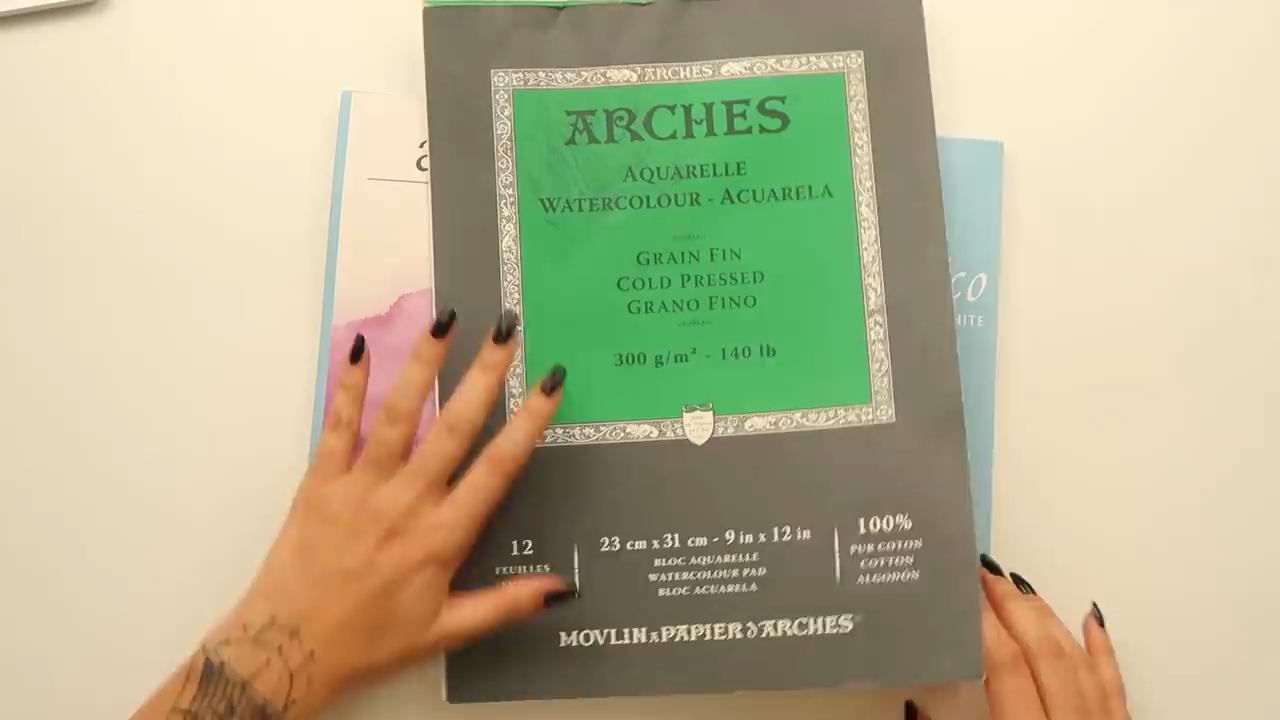 ARCHES
ARCHES
AQUARELLE
WATERCOLOUR - ACUARELA
GRAIN FIN
COLD PRESSED
GRANO FINO
300 g/m² - 140 lb
12
FEUILLES
23 cm x 31 cm - 9 in x 12 in
BLOC AQUARELLE
WATERCOLOUR PAD
BLOC ACUARELA
100%
PUR COTON
COTTON
ALGODÓN
MOVLIN & PAPIER D'ARCHES